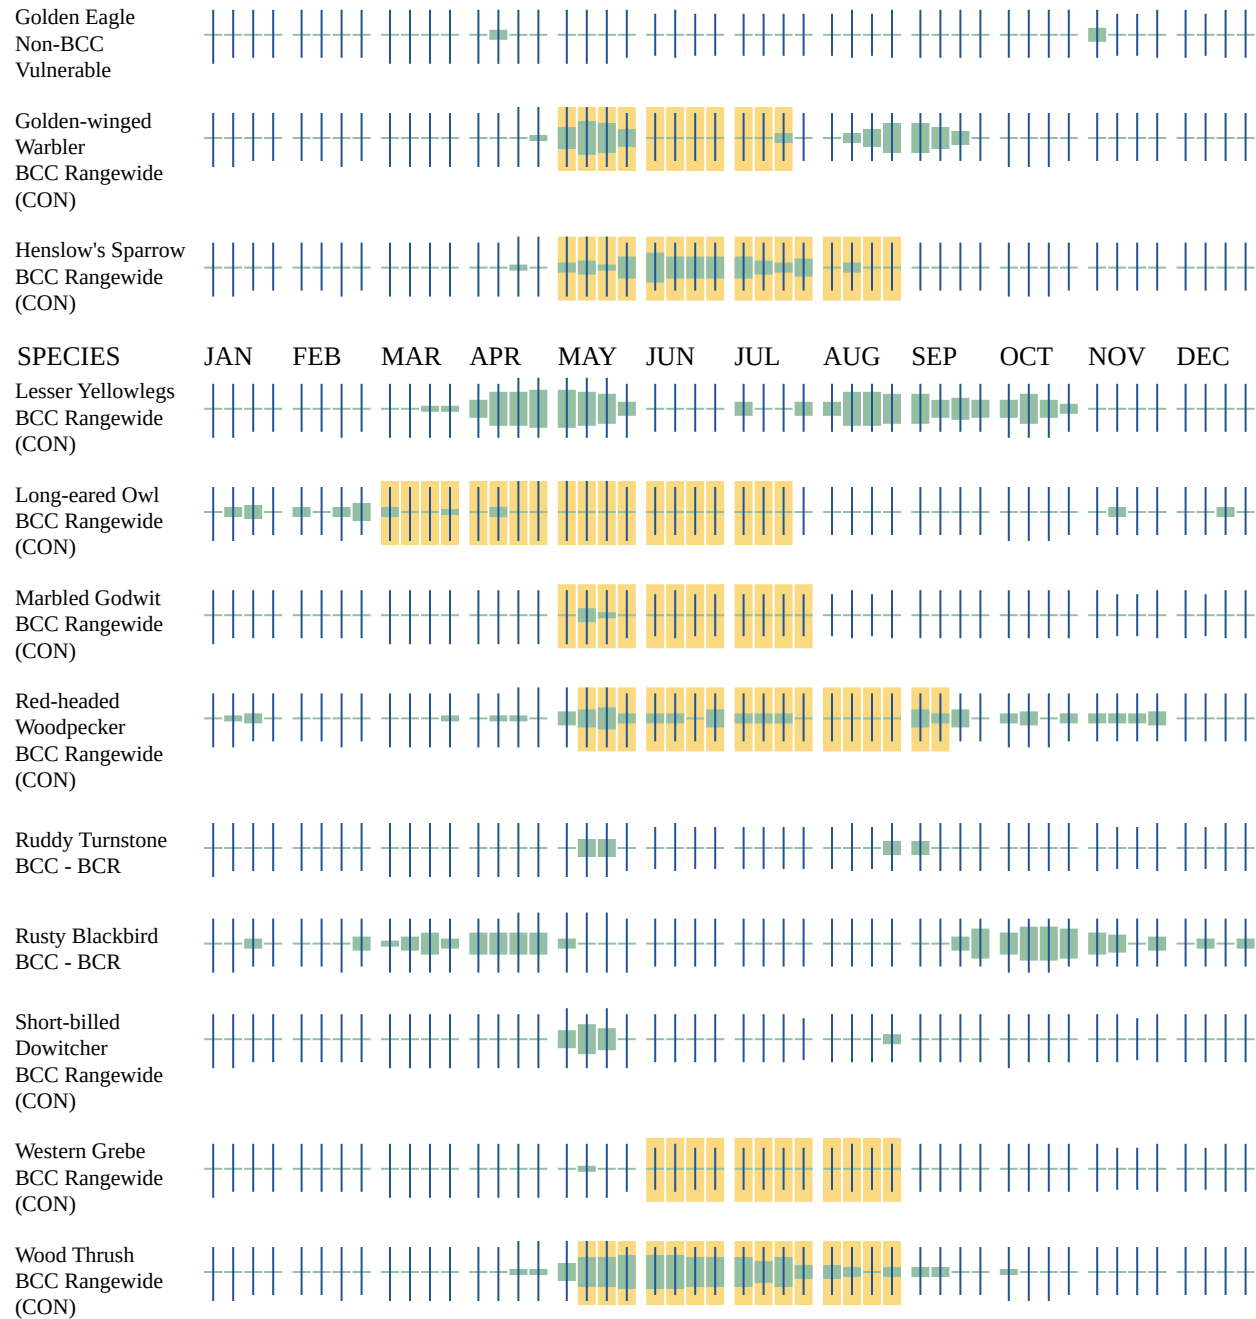 Golden Eagle
Non-BCC
Vulnerable
Golden-winged
Warbler
BCC Rangewide
(CON)
Henslow's Sparrow
BCC Rangewide
(CON)
SPECIES JAN FEB MAR APR MAY JUN JUL AUG SEP OCT NOV DEC
Lesser Yellowlegs
BCC Rangewide
(CON)
Long-eared Owl
BCC Rangewide
(CON)
Marbled Godwit
BCC Rangewide
(CON)
Red-headed
Woodpecker
BCC Rangewide
(CON)
Ruddy Turnstone
BCC - BCR
Rusty Blackbird
BCC - BCR
Short-billed
Dowitcher
BCC Rangewide
(CON)
Western Grebe
BCC Rangewide
(CON)
Wood Thrush
BCC Rangewide
(CON)